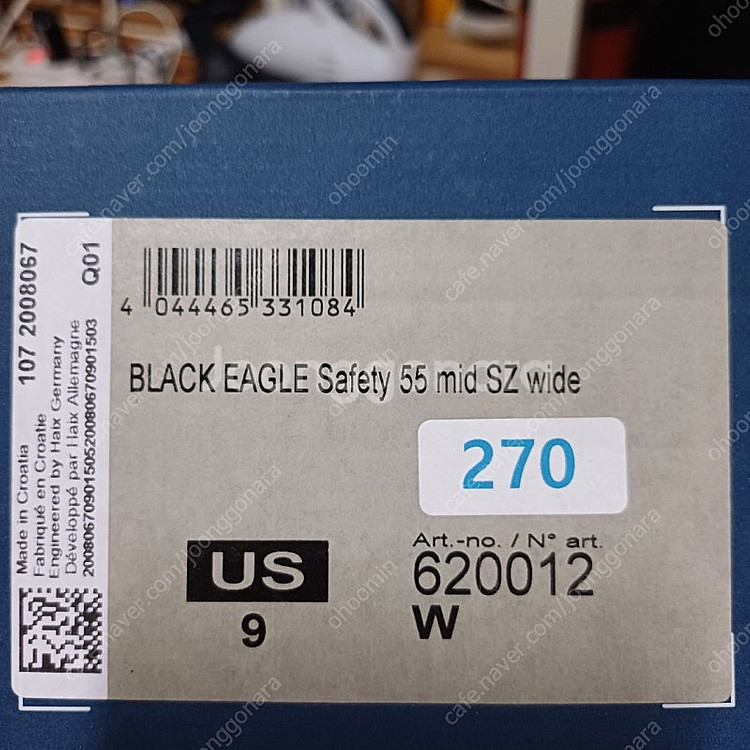 107 2008067 Q01
Made in Croatia
Fabriqué en Croatie
Engineered by Haix Germany
Développé par Haix Allemagne
4 044465 331084
BLACK EAGLE Safety 55 mid SZ wide
270
US
9
Art.-no. / N° art.
620012
W
Joonggonara
cafe.naver.com/joonggonara
ohoomin